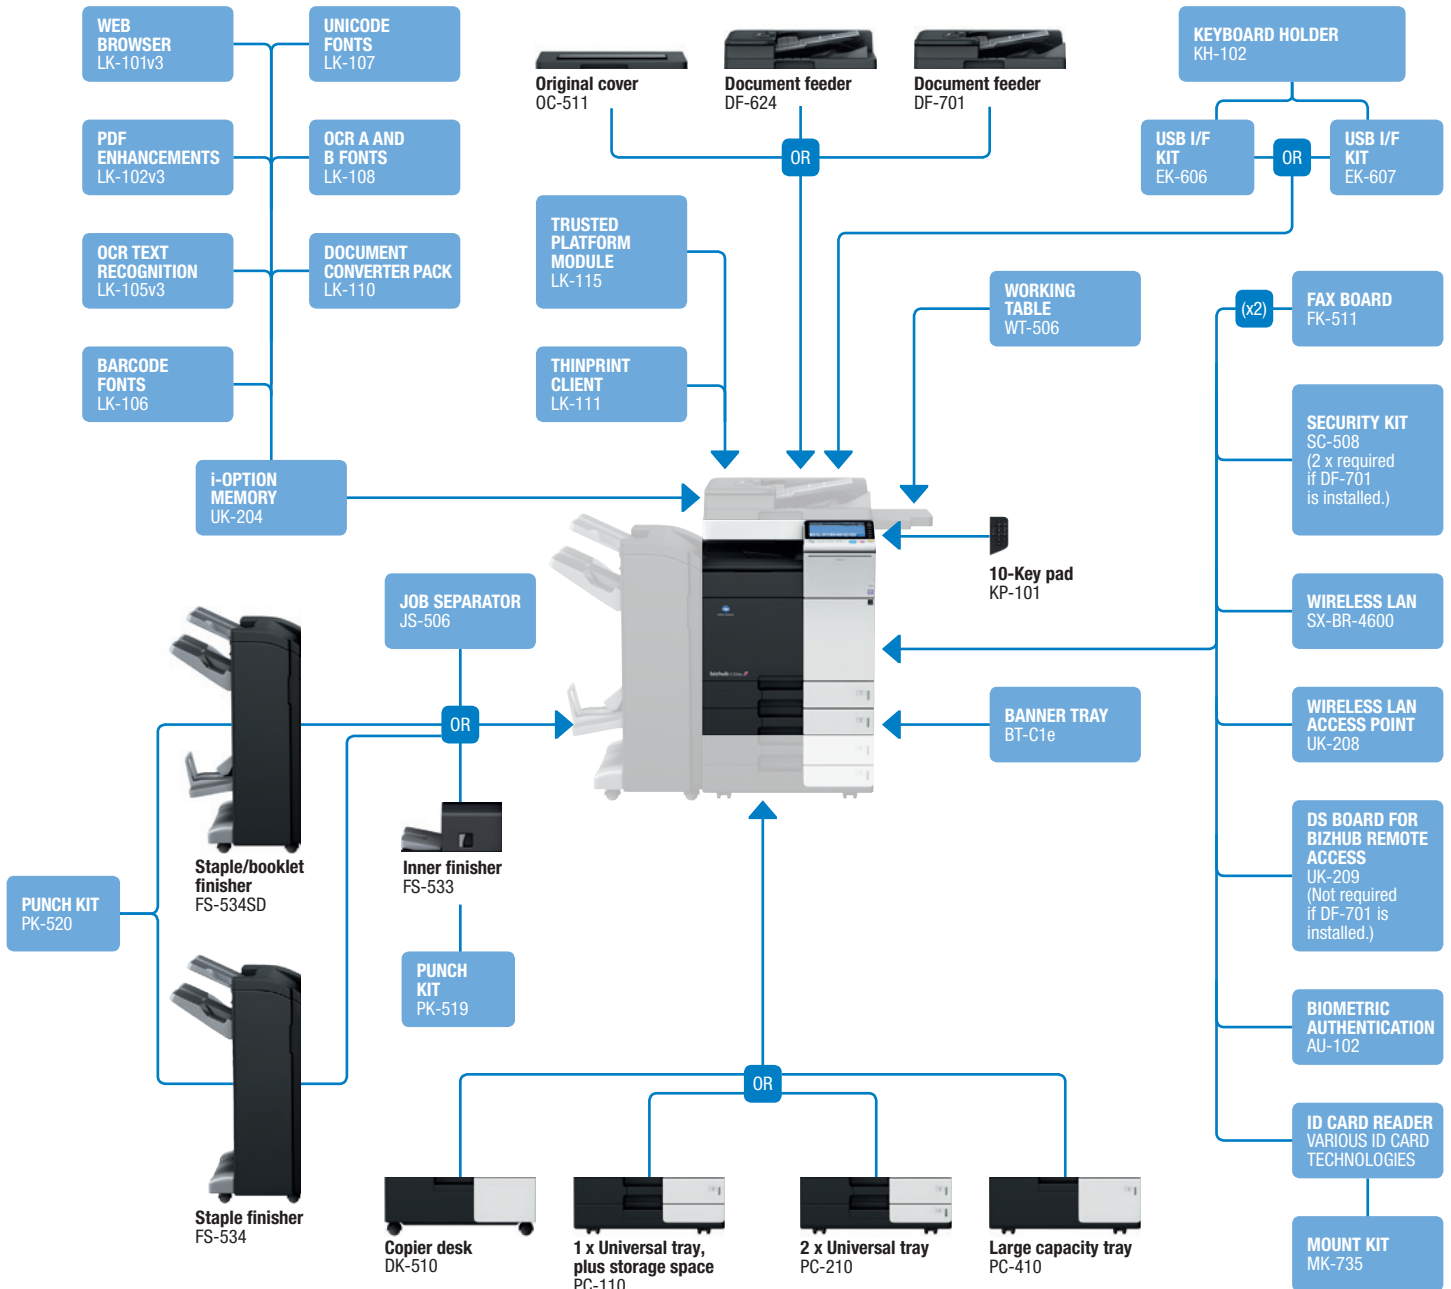 WEB
BROWSER
LK-101v3
UNICODE
FONTS
LK-107
PDF
ENHANCEMENTS
LK-102v3
OCR A AND
B FONTS
LK-108
OCR TEXT
RECOGNITION
LK-105v3
DOCUMENT
CONVERTER PACK
LK-110
BARCODE
FONTS
LK-106
i-OPTION
MEMORY
UK-204
Original cover
OC-511
Document feeder
DF-624
Document feeder
DF-701
OR
TRUSTED
PLATFORM
MODULE
LK-115
THINPRINT
CLIENT
LK-111
KEYBOARD HOLDER
KH-102
USB I/F
KIT
EK-606
OR
USB I/F
KIT
EK-607
WORKING
TABLE
WT-506
10-Key pad
KP-101
BANNER TRAY
BT-C1e
(x2)
FAX BOARD
FK-511
SECURITY KIT
SC-508
(2 x required
if DF-701
is installed.)
WIRELESS LAN
SX-BR-4600
WIRELESS LAN
ACCESS POINT
UK-208
DS BOARD FOR
BIZHUB REMOTE
ACCESS
UK-209
(Not required
if DF-701 is
installed.)
BIOMETRIC
AUTHENTICATION
AU-102
ID CARD READER
VARIOUS ID CARD
TECHNOLOGIES
MOUNT KIT
MK-735
JOB SEPARATOR
JS-506
OR
Inner finisher
FS-533
PUNCH
KIT
PK-519
Staple/booklet
finisher
FS-534SD
PUNCH KIT
PK-520
Staple finisher
FS-534
bizhub
OR
Copier desk
DK-510
1 x Universal tray,
plus storage space
PC-110
2 x Universal tray
PC-210
Large capacity tray
PC-410